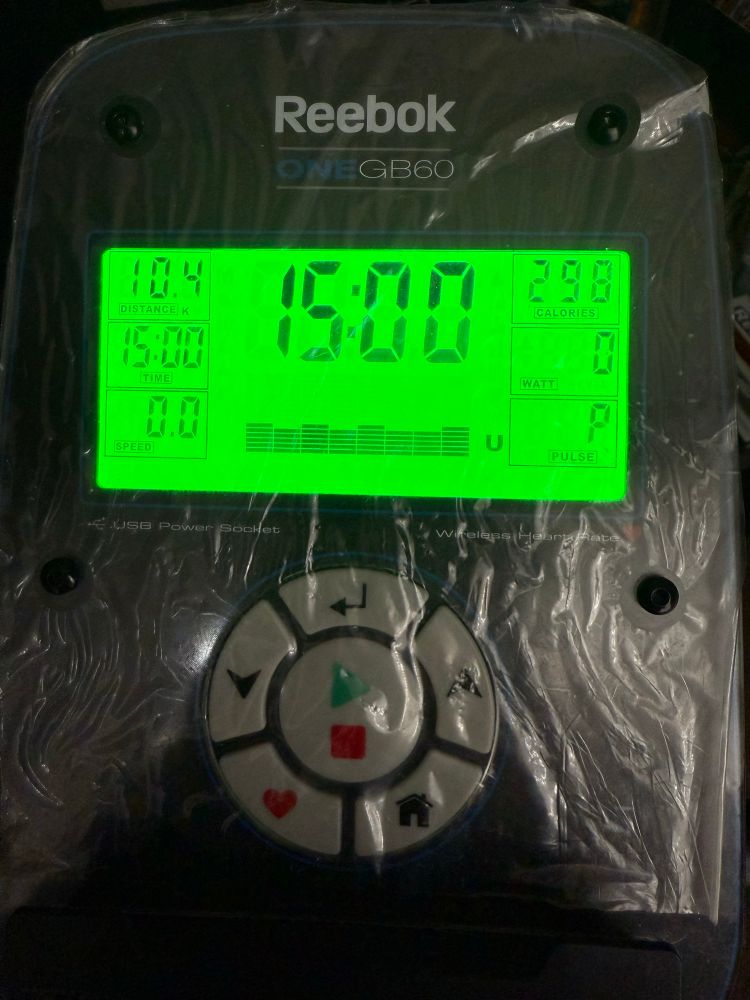 Reebok
ONE GB60
10.4
DISTANCE K
15:00
TIME
0.0
SPEED
15:00
U
298
CALORIES
0
WATT
P
PULSE
USB Power Socket
Wireless Heart Rate